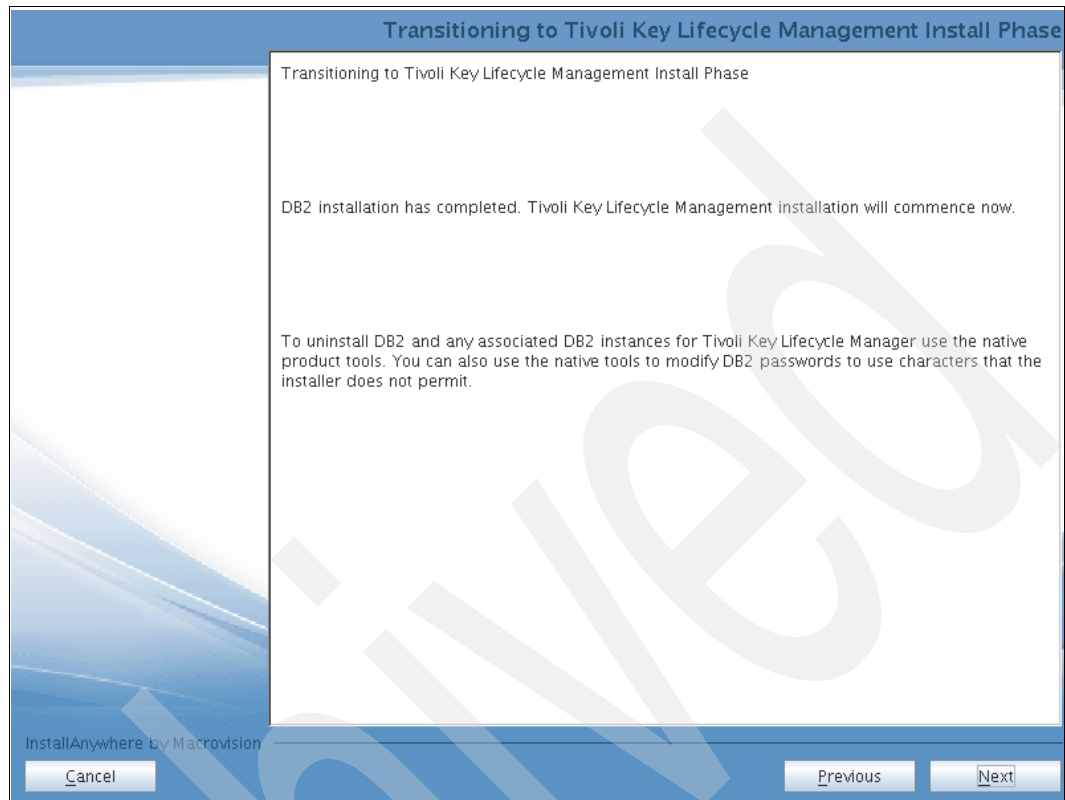 Transitioning to Tivoli Key Lifecycle Management Install Phase
Transitioning to Tivoli Key Lifecycle Management Install Phase
DB2 installation has completed. Tivoli Key Lifecycle Management installation will commence now.
To uninstall DB2 and any associated DB2 instances for Tivoli Key Lifecycle Manager use the native
product tools. You can also use the native tools to modify DB2 passwords to use characters that the
installer does not permit.
InstallAnywhere by Macrovision
Cancel
Previous
Next